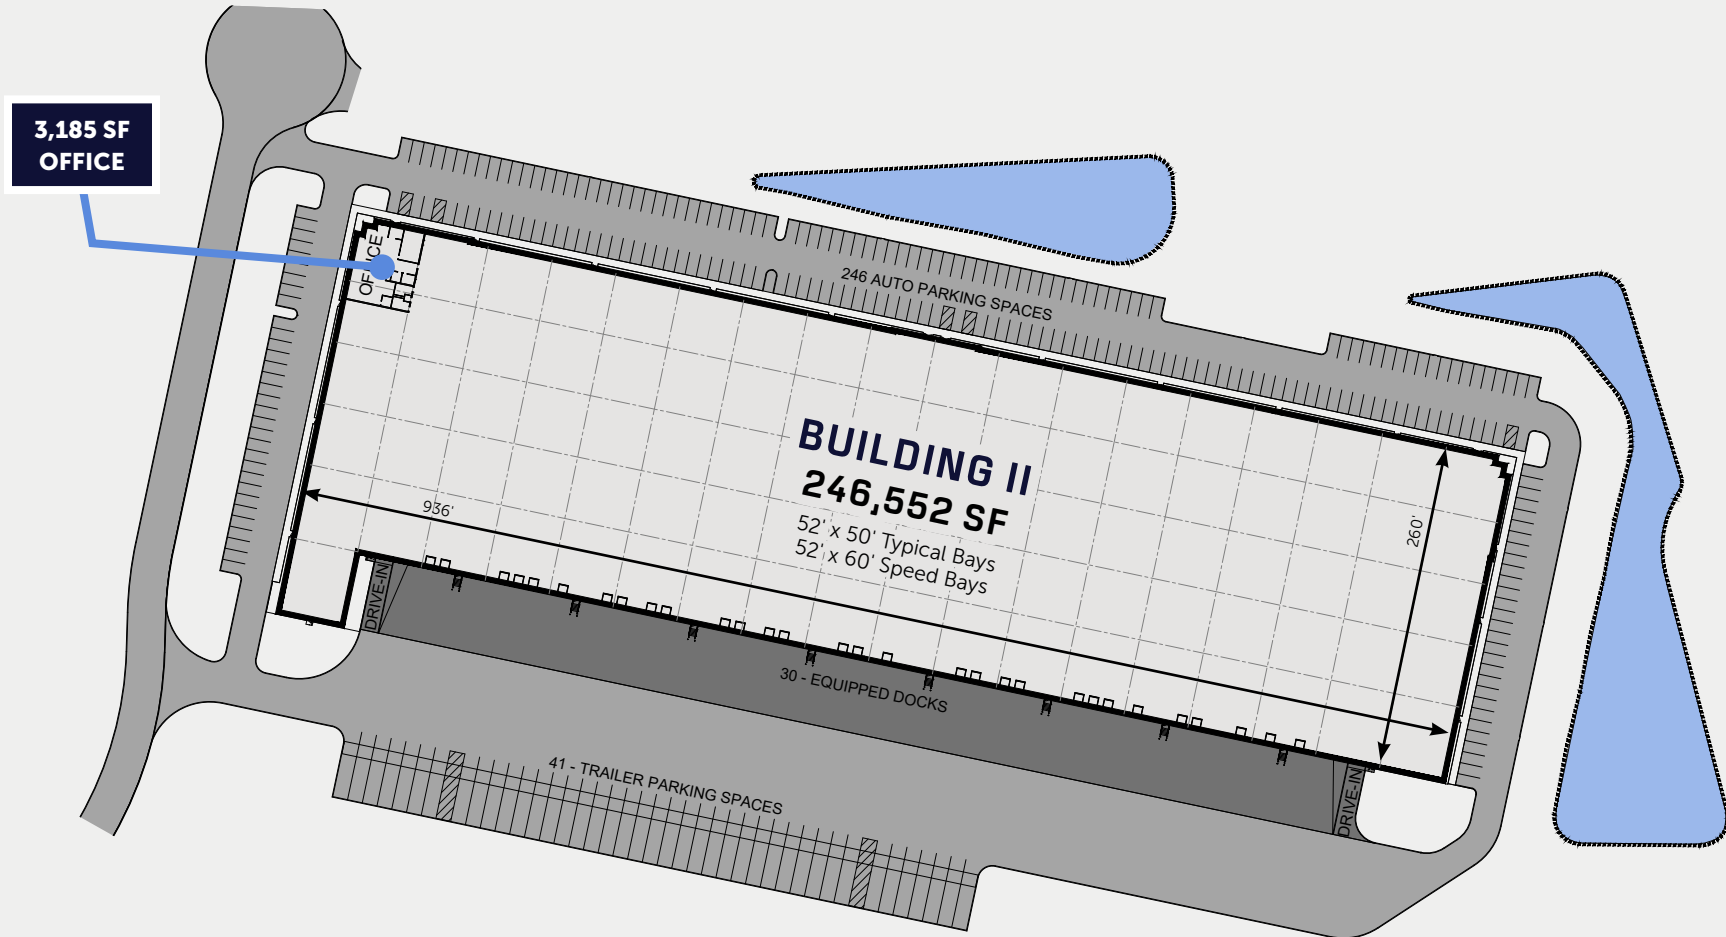 3,185 SF
OFFICE
OFFICE
246 AUTO PARKING SPACES
BUILDING II
246,552 SF
52' x 50' Typical Bays
52' x 60' Speed Bays
936'
260'
DRIVE-IN
30 - EQUIPPED DOCKS
DRIVE-IN
41 - TRAILER PARKING SPACES